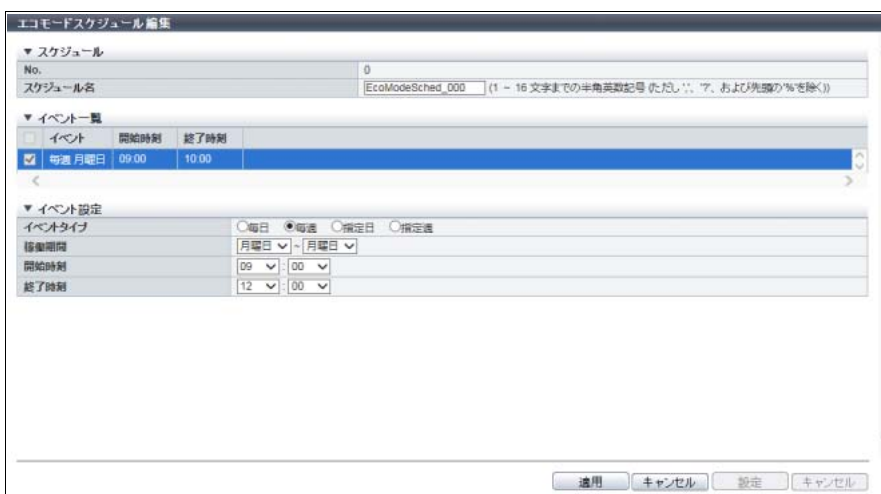 エコモードスケジュール編集
▼ スケジュール
No. 0
スケジュール名 EcoModeSched_000 (1 ~ 16 文字までの半角英数記号 (ただし ',', '?', および先頭の'%'を除く))
▼ イベント一覧
イベント 開始時刻 終了時刻
毎週 月曜日 09:00 10:00
▼ イベント設定
イベントタイプ 毎日 毎週 指定日 指定週
稼働期間 月曜日 ~ 月曜日
開始時刻 09 : 00
終了時刻 12 : 00
適用 キャンセル 設定 キャンセル